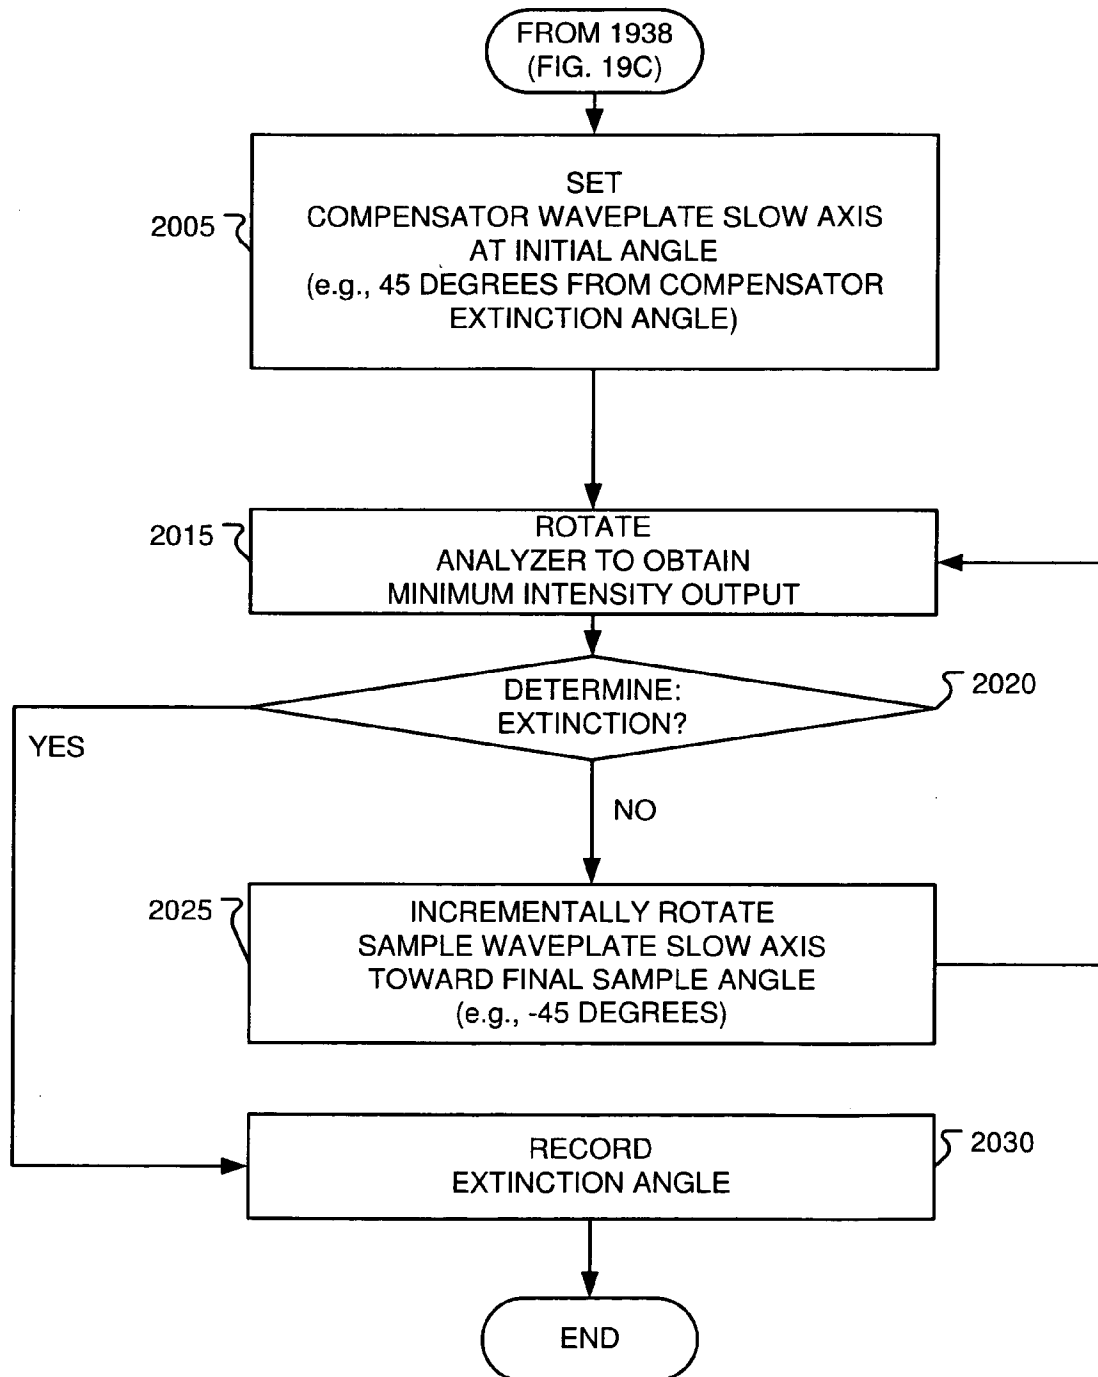 FROM 1938
(FIG. 19C)
2005
SET
COMPENSATOR WAVEPLATE SLOW AXIS
AT INITIAL ANGLE
(e.g., 45 DEGREES FROM COMPENSATOR
EXTINCTION ANGLE)
2015
ROTATE
ANALYZER TO OBTAIN
MINIMUM INTENSITY OUTPUT
DETERMINE:
EXTINCTION?
2020
YES
NO
2025
INCREMENTALLY ROTATE
SAMPLE WAVEPLATE SLOW AXIS
TOWARD FINAL SAMPLE ANGLE
(e.g., -45 DEGREES)
RECORD
EXTINCTION ANGLE
2030
END